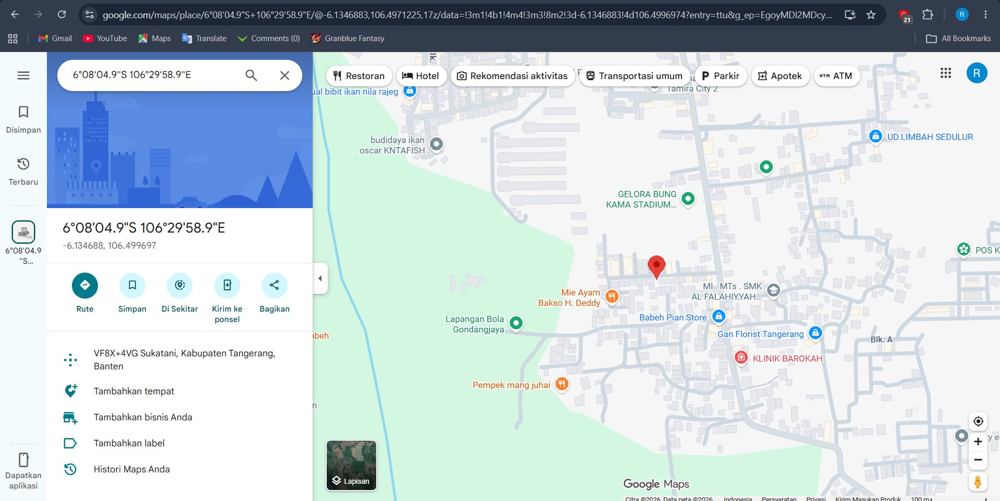 google.com/maps/place/6°08'04.9"S+106°29'58.9"E/@-6.1346883,106.4971225,17z/data=!3m1!4b1!4m4!3m3!8m2!3d-6.1346883!4d106.4996974?entry=ttu&g_ep=EgoyMDI2MDcy...
21
R
Gmail
YouTube
Maps
Translate
Comments (0)
Granblue Fantasy
All Bookmarks
6°08'04.9"S 106°29'58.9"E
Disimpan
Terbaru
6°08'04.9
"S...
Dapatkan
aplikasi
6°08'04.9"S 106°29'58.9"E
-6.134688, 106.499697
Rute
Simpan
Di Sekitar
Kirim ke
ponsel
Bagikan
VF8X+4VG Sukatani, Kabupaten Tangerang,
Banten
Tambahkan tempat
Tambahkan bisnis Anda
Tambahkan label
Histori Maps Anda
Restoran
Hotel
Rekomendasi aktivitas
Transportasi umum
Parkir
Apotek
ATM
ATM
R
lk.
ual bibit ikan nila rajeg
Tamira City 2
budidaya ikan
oscar KNTAFISH
UD.LIMBAH SEDULUR
GELORA BUNG
KAMA STADIUM...
POS K
Mie Ayam
Bakso H. Deddy
MI . MTs . SMK
AL FALAHIYYAH...
Babeh Pian Store
Lapangan Bola
Gondangjaya
Gan Florist Tangerang
beh
Blk. A
KLINIK BAROKAH
Pempek mang juhai
n
ty el
Lapisan
Google Maps
Citra ©2026 Data peta ©2026
Indonesia
Persyaratan
Privasi
Kirim Masukan Produk
100 m